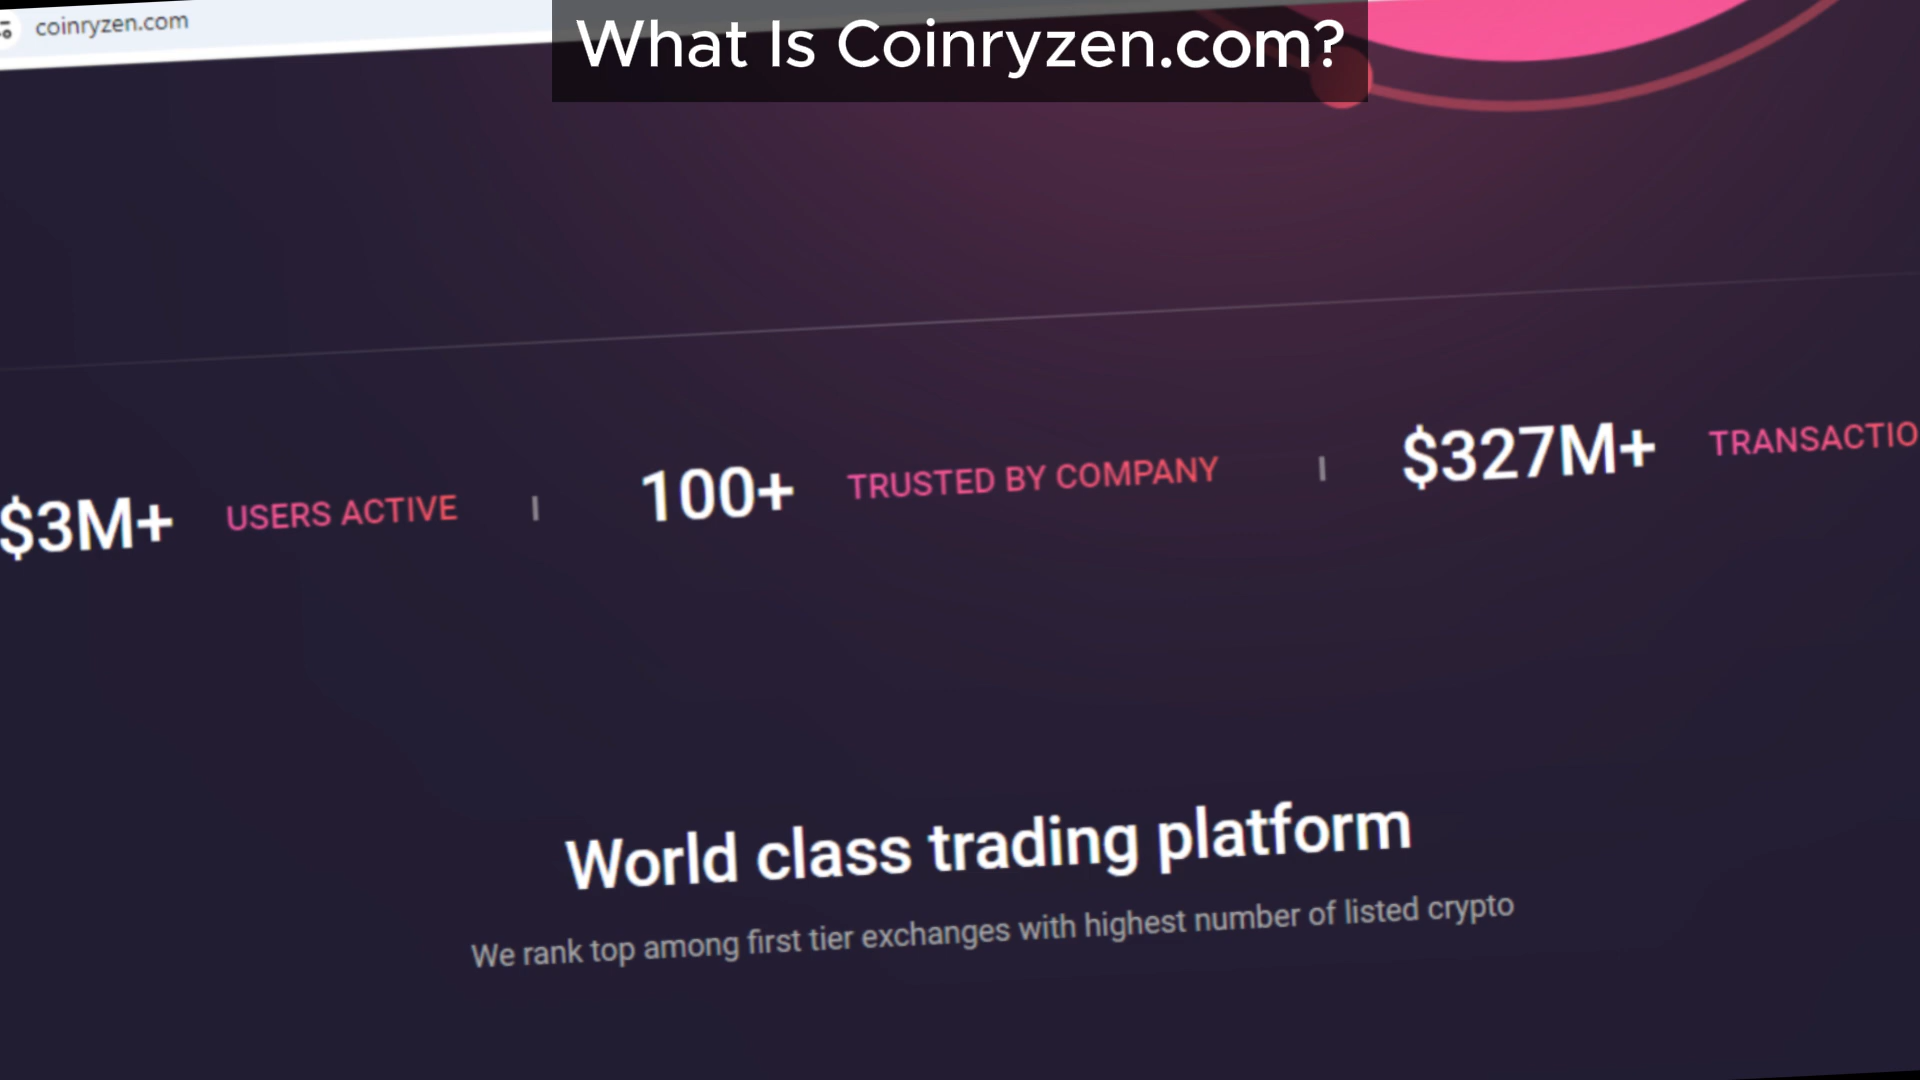 coinryzen.com
What Is Coinryzen.com?
$3M+ USERS ACTIVE | 100+ TRUSTED BY COMPANY | $327M+ TRANSACTIO
World class trading platform
We rank top among first tier exchanges with highest number of listed crypto